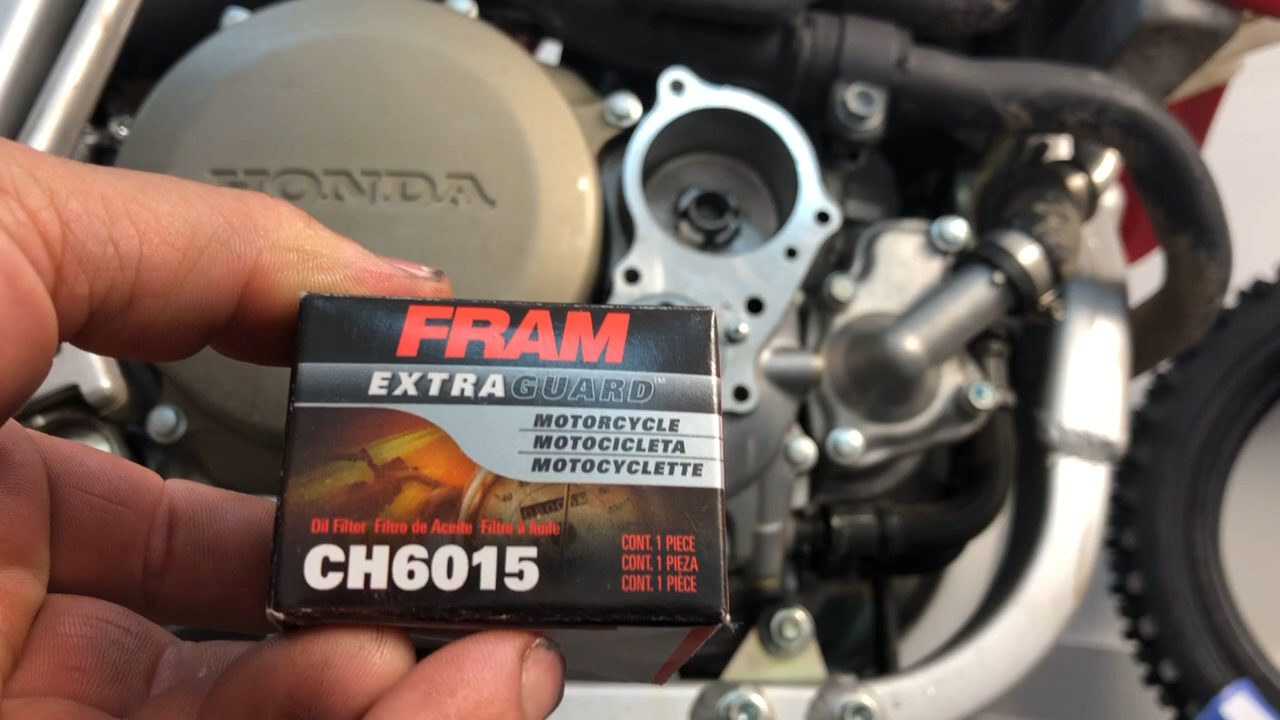 HONDA
FRAM
EXTRAGUARD™
MOTORCYCLE
MOTOCICLETA
MOTOCYCLETTE
Oil Filter Filtro de Aceite Filtre à huile
CH6015
CONT. 1 PIECE
CONT. 1 PIEZA
CONT. 1 PIÈCE